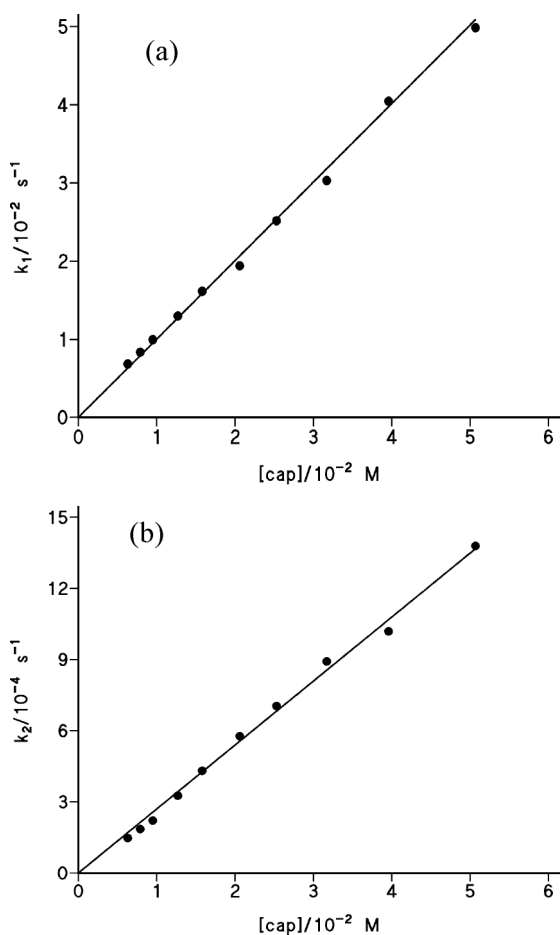 (a)
5
4
3
2
1
0
k₁/10⁻² s⁻¹
0 1 2 3 4 5 6
[cap]/10⁻² M
(b)
15
12
9
6
3
0
k₂/10⁻⁴ s⁻¹
0 1 2 3 4 5 6
[cap]/10⁻² M